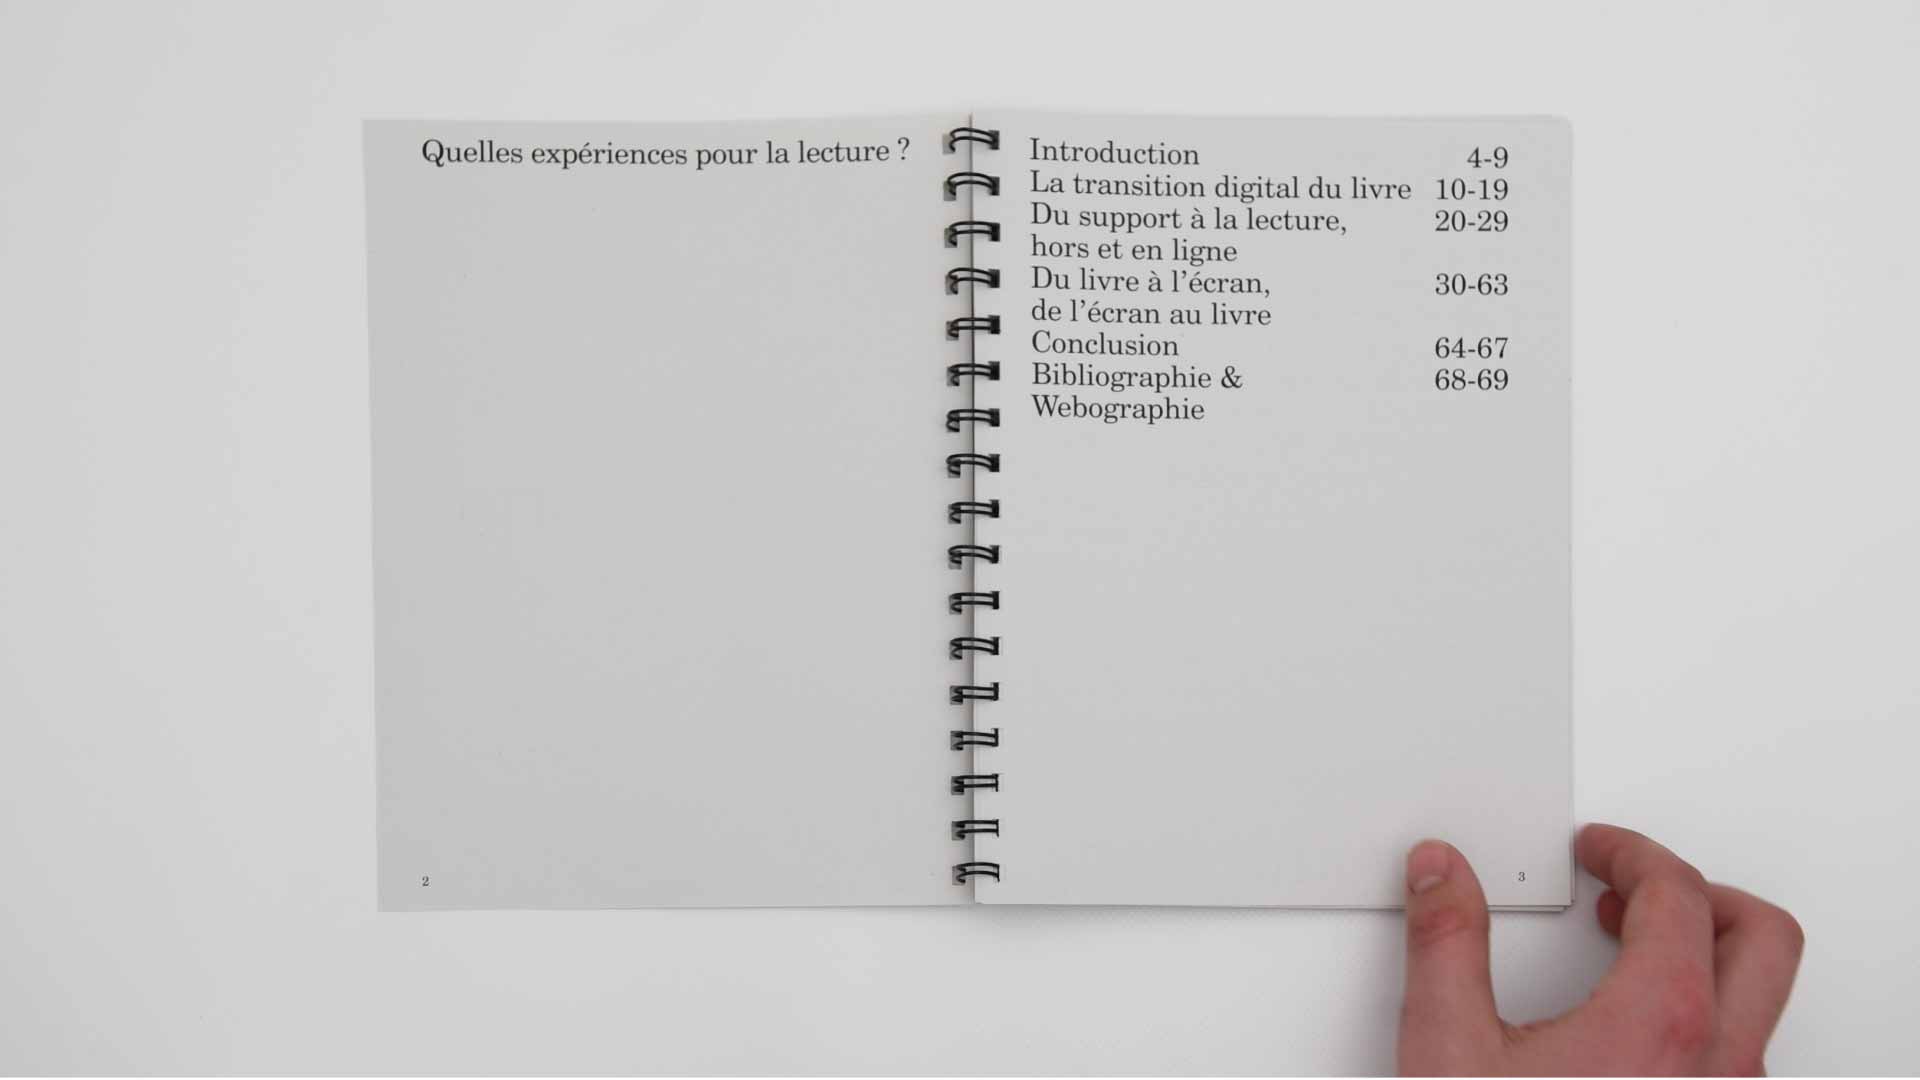 Quelles expériences pour la lecture ?
2
Introduction 4-9
La transition digital du livre 10-19
Du support à la lecture, 20-29
hors et en ligne
Du livre à l’écran, 30-63
de l’écran au livre
Conclusion 64-67
Bibliographie & 68-69
Webographie
3